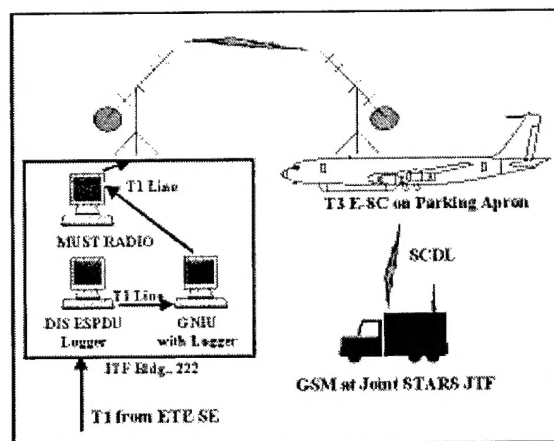 T1 Line
MUST RADIO
T1 Line
DIS ESPDU
Logger
GNIU
with Logger
JTF Bldg.. 222
T1 from ETE SE
T3 E-8C on Parking Apron
SCDL
GSM at Joint STARS JTF